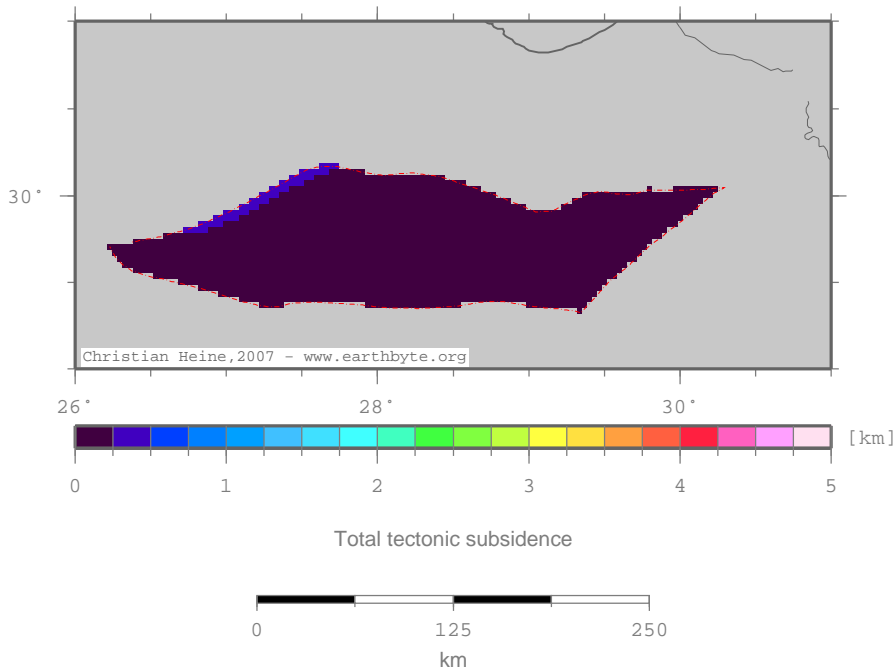 30°
Christian Heine,2007 - www.earthbyte.org
26° 28° 30°
[km]
0 1 2 3 4 5
Total tectonic subsidence
0 125 250
km